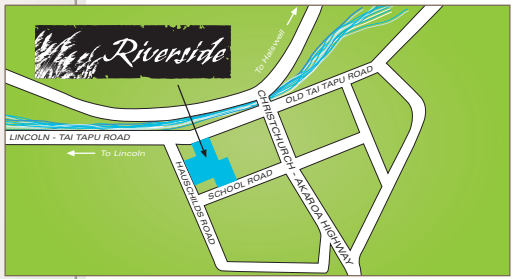 To Halswell
Riverside
OLD TAI TAPU ROAD
CHRISTCHURCH - AKAROA HIGHWAY
LINCOLN - TAI TAPU ROAD
To Lincoln
HAUSCHILDS ROAD
SCHOOL ROAD